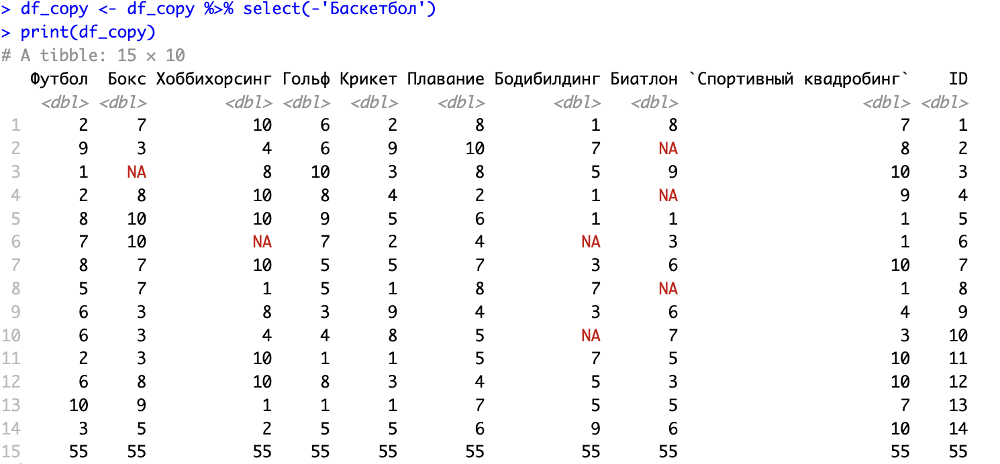 > df_copy <- df_copy %>% select(-'Баскетбол')
> print(df_copy)
# A tibble: 15 × 10
Футбол Бокс Хоббихорсинг Гольф Крикет Плавание Бодибилдинг Биатлон `Спортивный квадробинг` ID
<dbl> <dbl> <dbl> <dbl> <dbl> <dbl> <dbl> <dbl> <dbl> <dbl>
1 2 7 10 6 2 8 1 8 7 1
2 9 3 4 6 9 10 7 NA 8 2
3 1 NA 8 10 3 8 5 9 10 3
4 2 8 10 8 4 2 1 NA 9 4
5 8 10 10 9 5 6 1 1 1 5
6 7 10 NA 7 2 4 NA 3 1 6
7 8 7 10 5 5 7 3 6 10 7
8 5 7 1 5 1 8 7 NA 1 8
9 6 3 8 3 9 4 3 6 4 9
10 6 3 4 4 8 5 NA 7 3 10
11 2 3 10 1 1 5 7 5 10 11
12 6 8 10 8 3 4 5 3 10 12
13 10 9 1 1 1 7 5 5 7 13
14 3 5 2 5 5 6 9 6 10 14
15 55 55 55 55 55 55 55 55 55 55